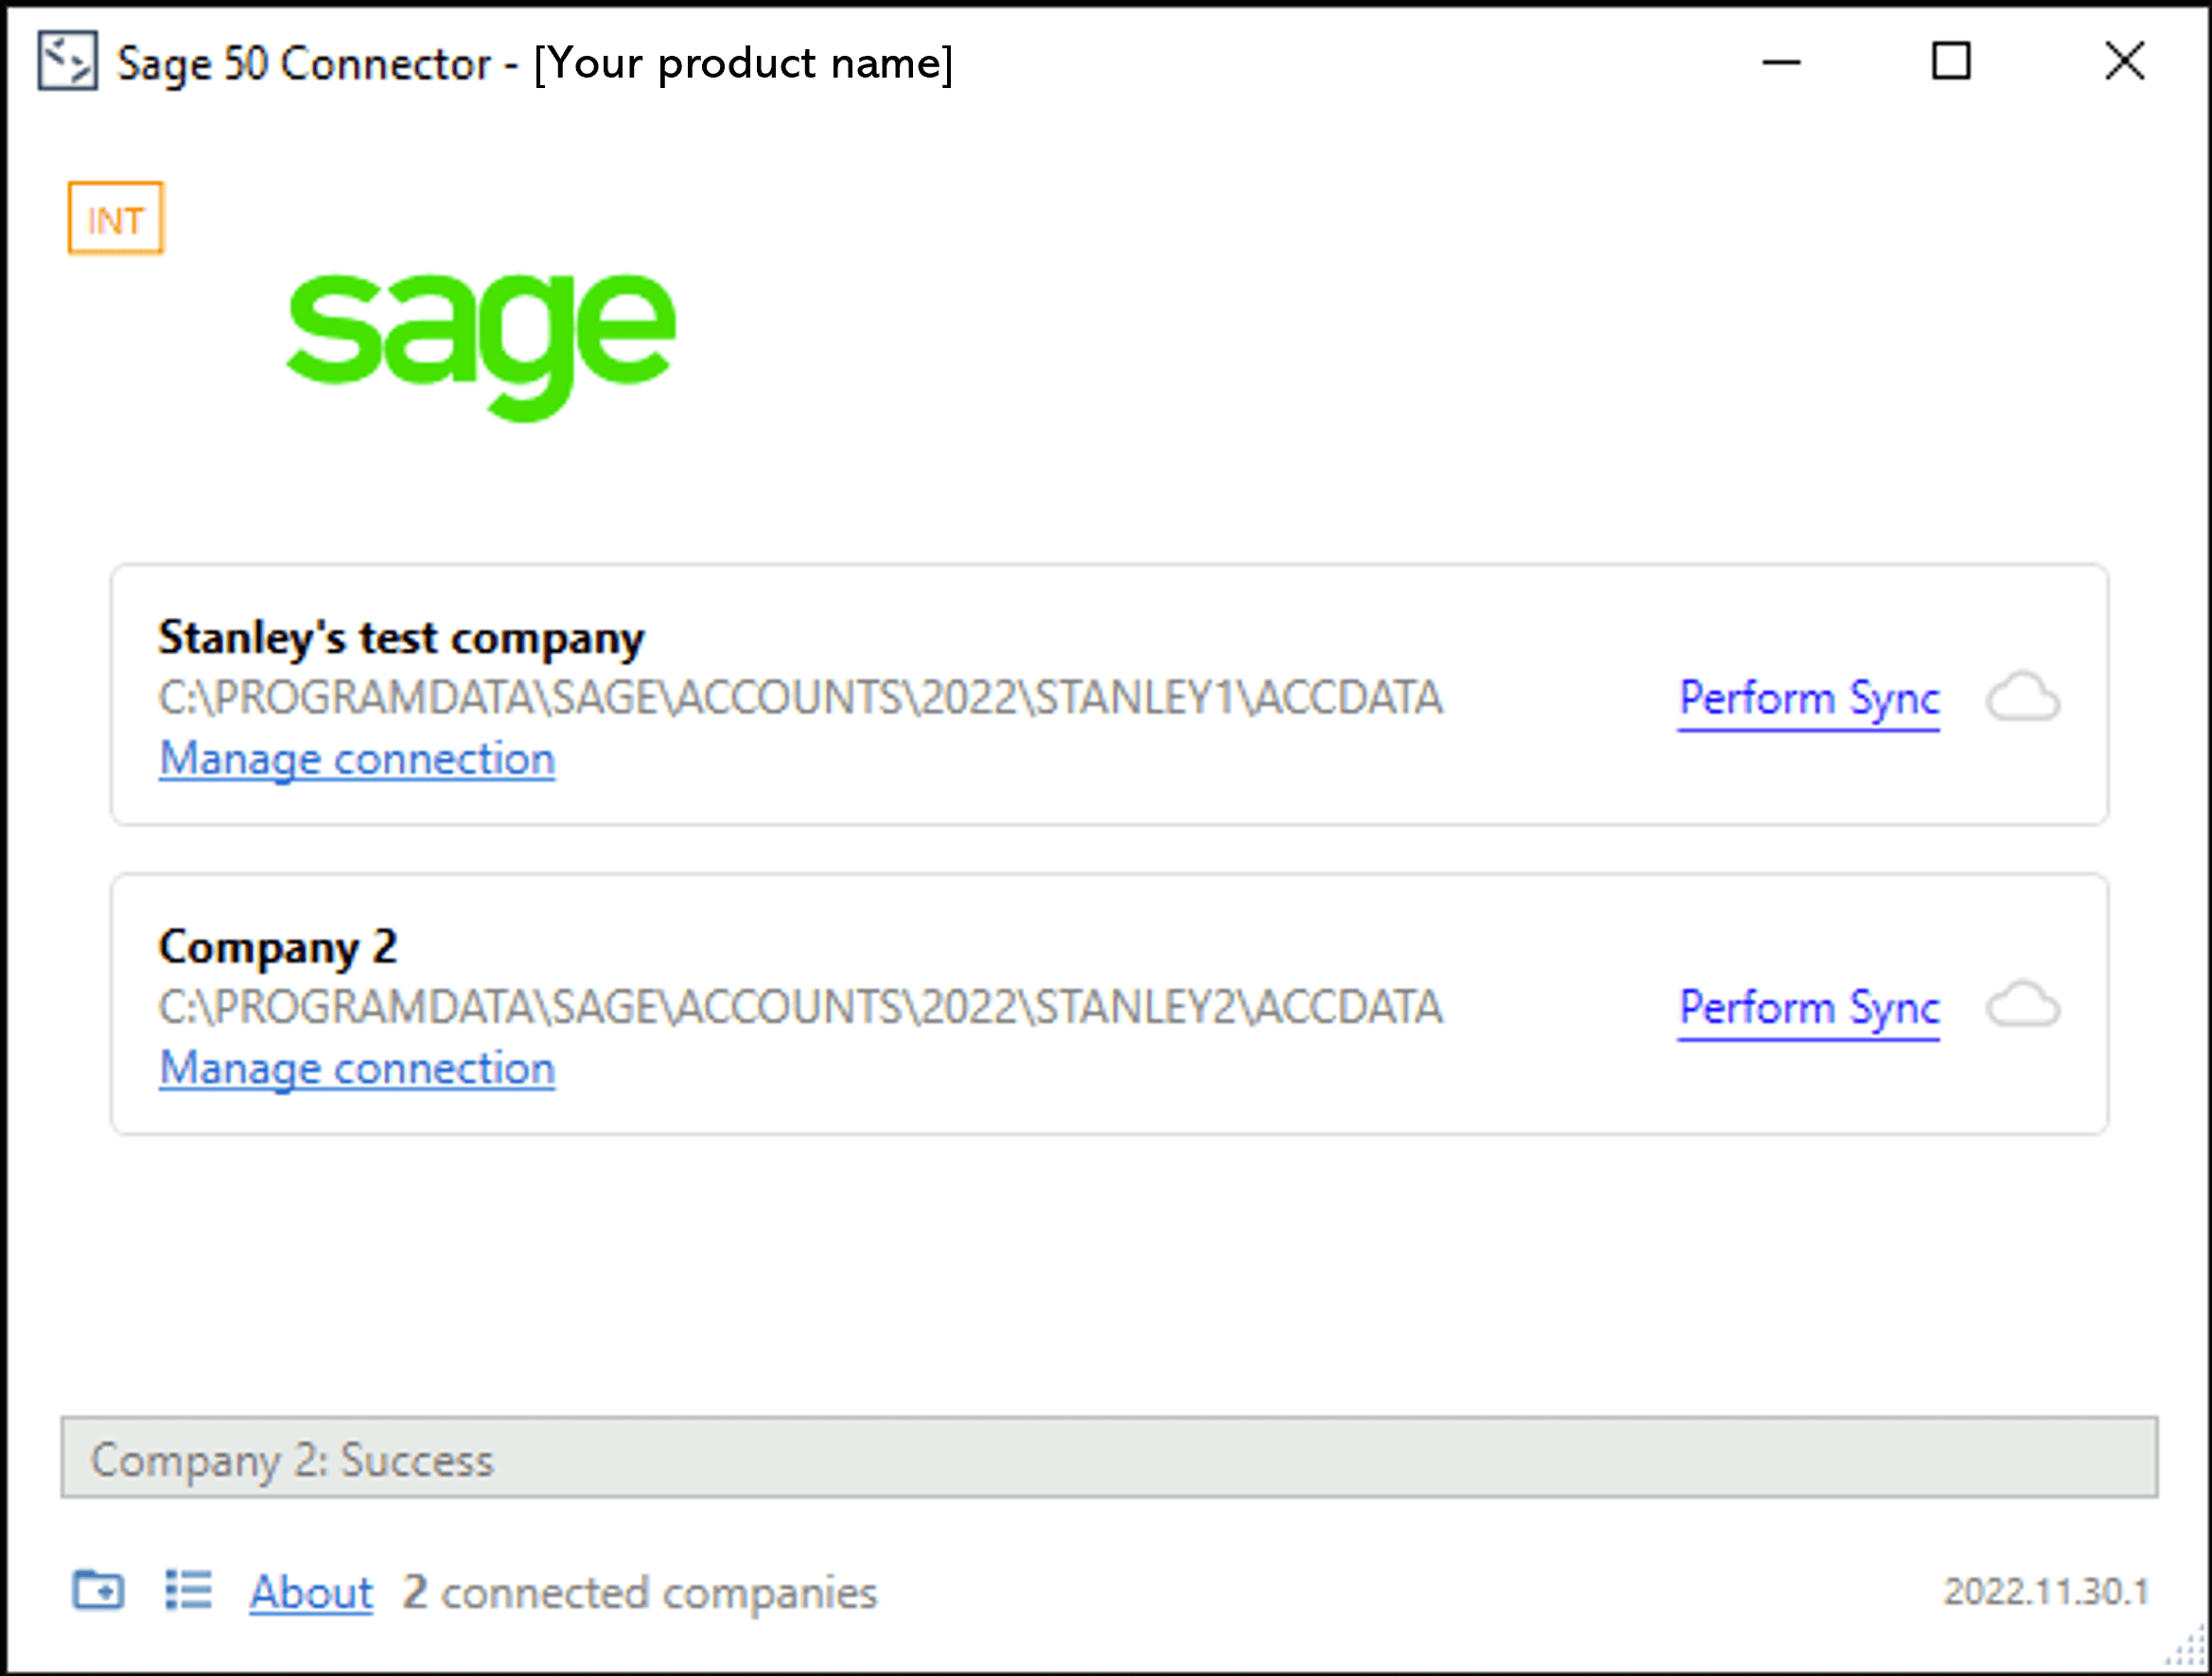 Sage 50 Connector - [Your product name]
INT
sage
Stanley's test company
C:\PROGRAMDATA\SAGE\ACCOUNTS\2022\STANLEY1\ACCDATA
Perform Sync
Manage connection
Company 2
C:\PROGRAMDATA\SAGE\ACCOUNTS\2022\STANLEY2\ACCDATA
Perform Sync
Manage connection
Company 2: Success
About 2 connected companies
2022.11.30.1